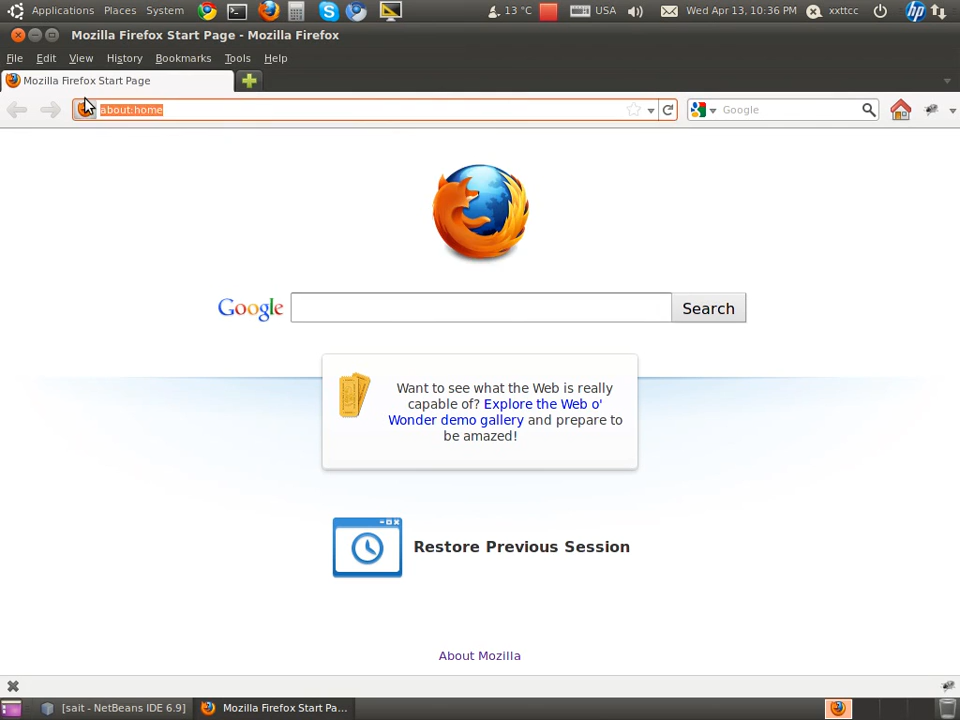 Applications Places System 13 °C USA Wed Apr 13, 10:36 PM xxttcc
Mozilla Firefox Start Page - Mozilla Firefox
File Edit View History Bookmarks Tools Help
Mozilla Firefox Start Page
about:home Google
Google Search
Want to see what the Web is really
capable of? Explore the Web o'
Wonder demo gallery and prepare to
be amazed!
Restore Previous Session
About Mozilla
[sait - NetBeans IDE 6.9] Mozilla Firefox Start Pa...